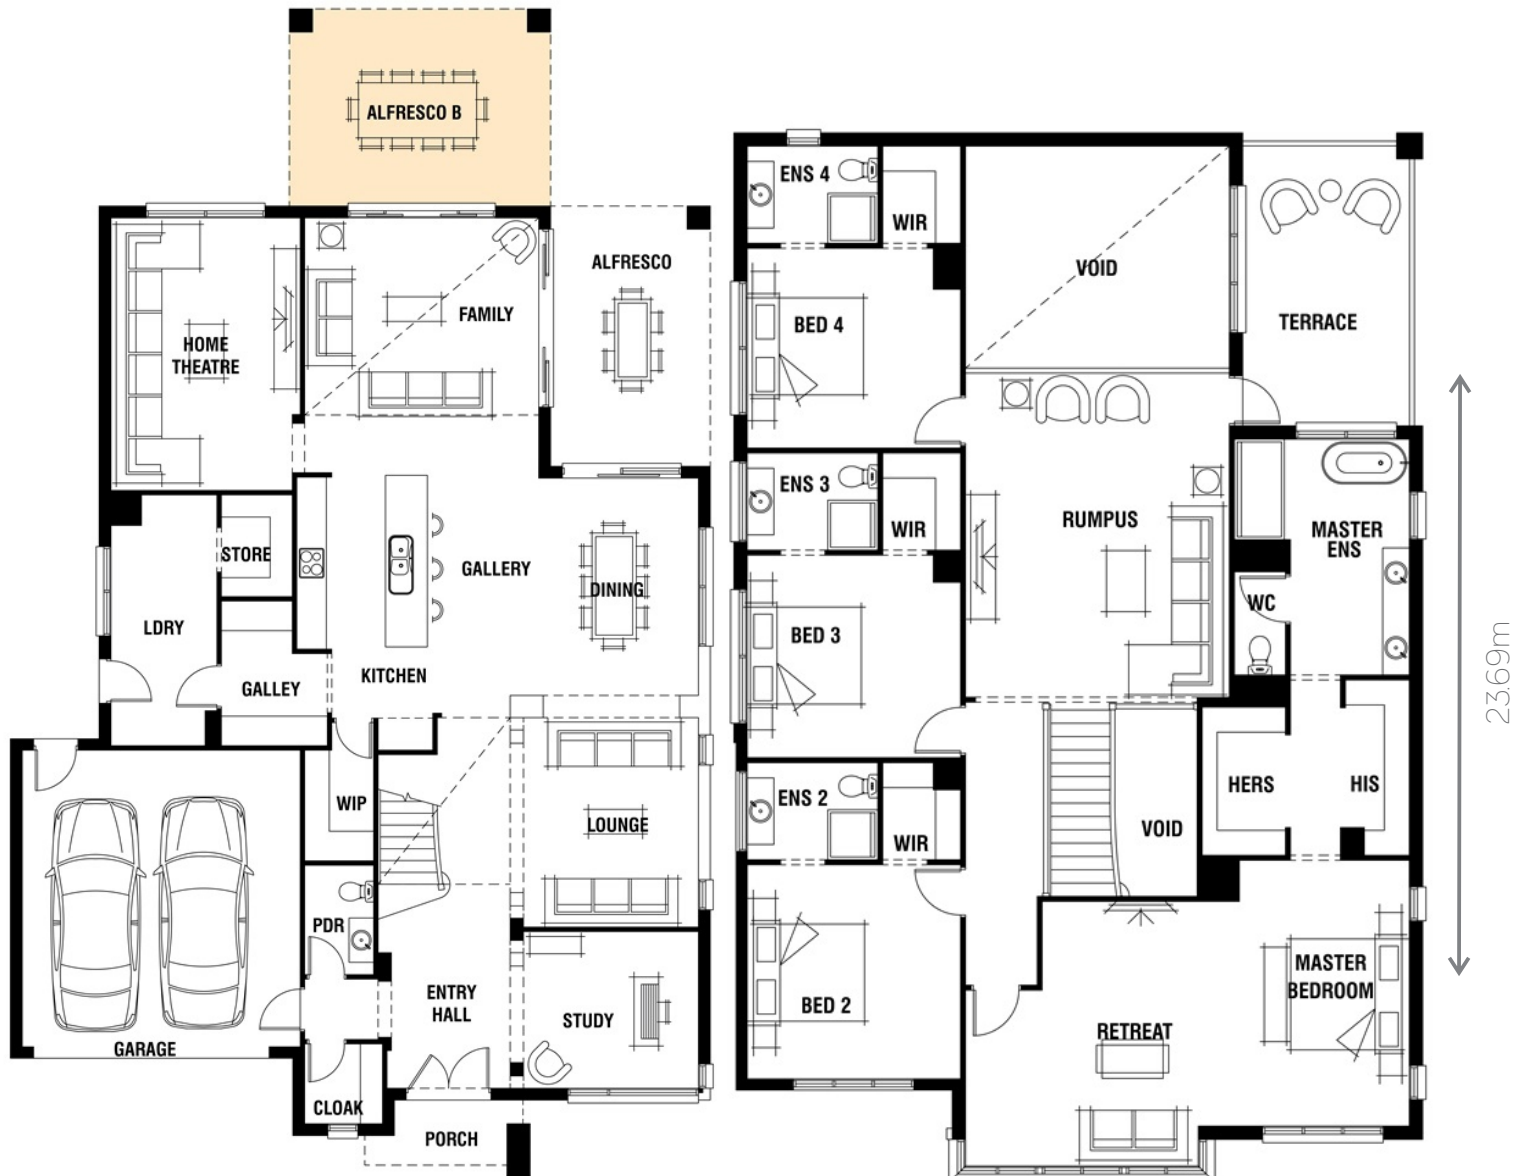 ALFRESCO B
ALFRESCO
FAMILY
HOME
THEATRE
STORE
GALLERY
DINING
LDRY
GALLEY
KITCHEN
WIP
LOUNGE
PDR
ENTRY
HALL
STUDY
GARAGE
CLOAK
PORCH
ENS 4
WIR
VOID
BED 4
TERRACE
ENS 3
WIR
RUMPUS
MASTER
ENS
WC
BED 3
HERS
HIS
ENS 2
WIR
VOID
BED 2
MASTER
BEDROOM
RETREAT
23.69m